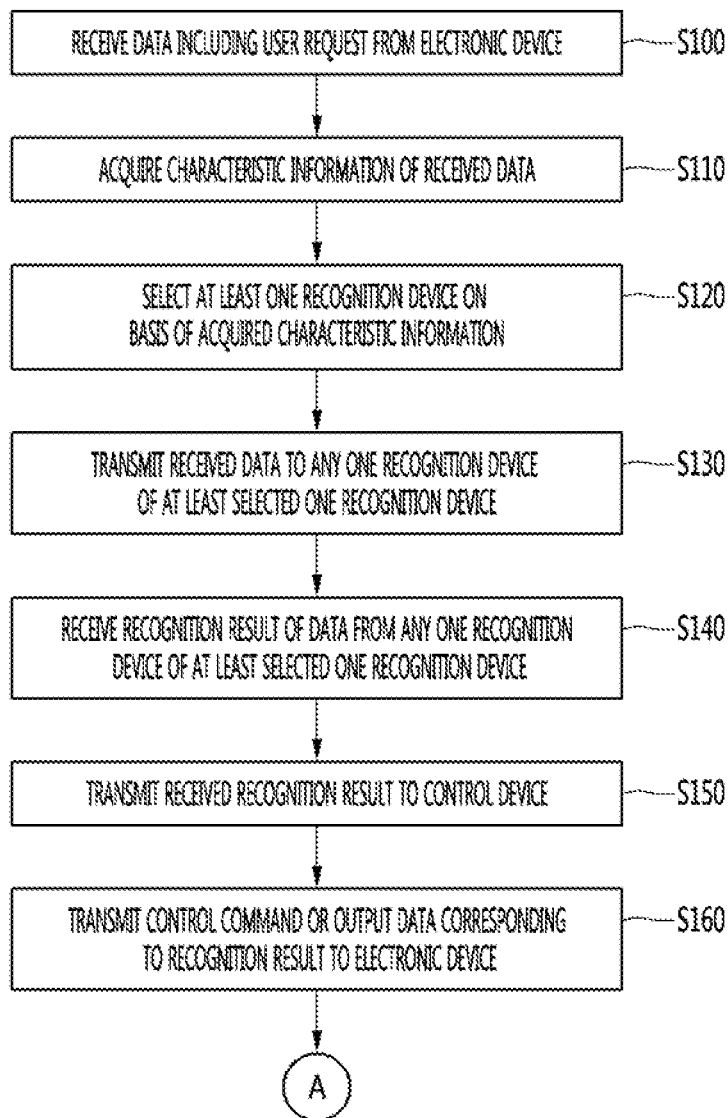 RECEIVE DATA INCLUDING USER REQUEST FROM ELECTRONIC DEVICE
S100
ACQUIRE CHARACTERISTIC INFORMATION OF RECEIVED DATA
S110
SELECT AT LEAST ONE RECOGNITION DEVICE ON
BASIS OF ACQUIRED CHARACTERISTIC INFORMATION
S120
TRANSMIT RECEIVED DATA TO ANY ONE RECOGNITION DEVICE
OF AT LEAST SELECTED ONE RECOGNITION DEVICE
S130
RECEIVE RECOGNITION RESULT OF DATA FROM ANY ONE RECOGNITION
DEVICE OF AT LEAST SELECTED ONE RECOGNITION DEVICE
S140
TRANSMIT RECEIVED RECOGNITION RESULT TO CONTROL DEVICE
S150
TRANSMIT CONTROL COMMAND OR OUTPUT DATA CORRESPONDING
TO RECOGNITION RESULT TO ELECTRONIC DEVICE
S160
A